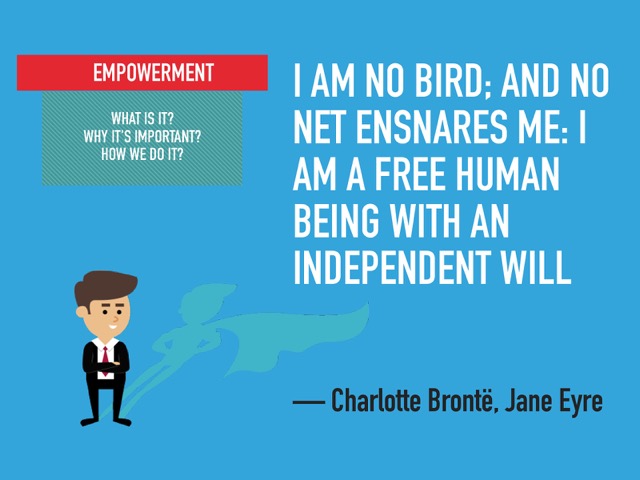 EMPOWERMENT
WHAT IS IT?
WHY IT'S IMPORTANT?
HOW WE DO IT?
I AM NO BIRD; AND NO
NET ENSNARES ME: I
AM A FREE HUMAN
BEING WITH AN
INDEPENDENT WILL
— Charlotte Brontë, Jane Eyre